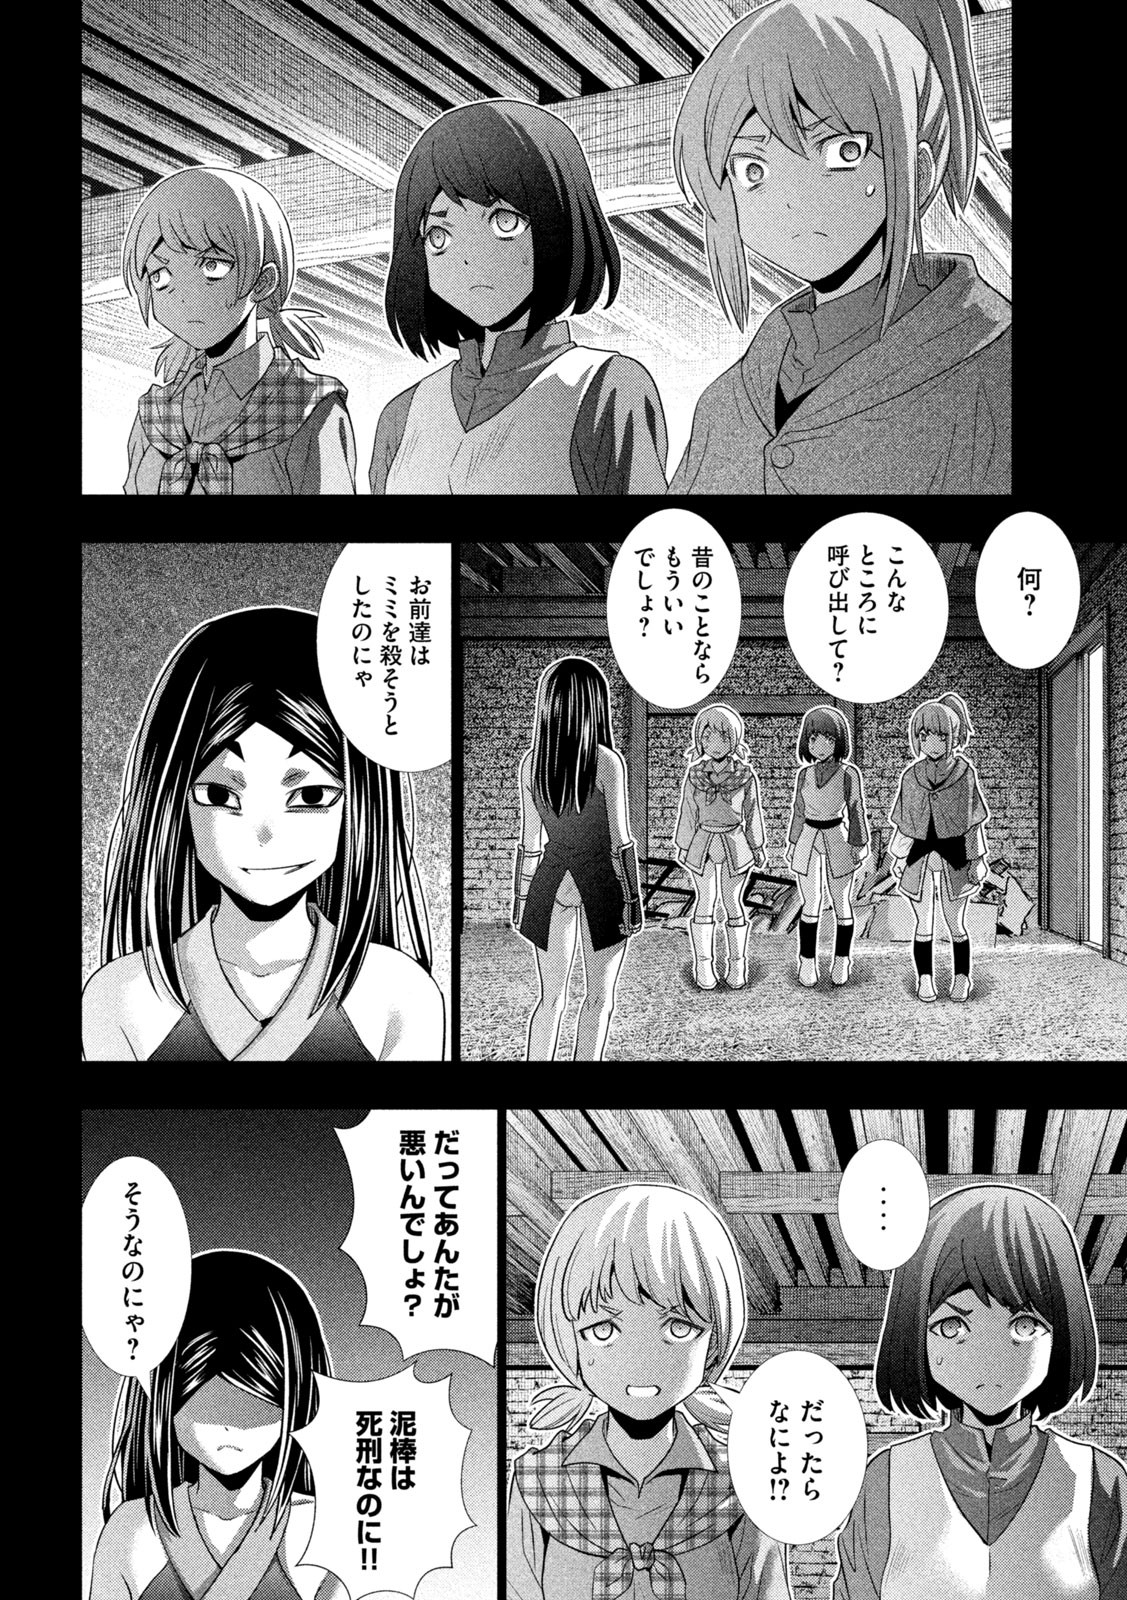 何？
こんな
ところに
呼び出して？
昔のことなら
もういい
でしょ？
お前達は
ミミを殺そうと
したのにゃ
‥‥
だったら
なによ!?
だってあんたが
悪いんでしょ？
泥棒は
死刑なのに!!
そうなのにゃ？